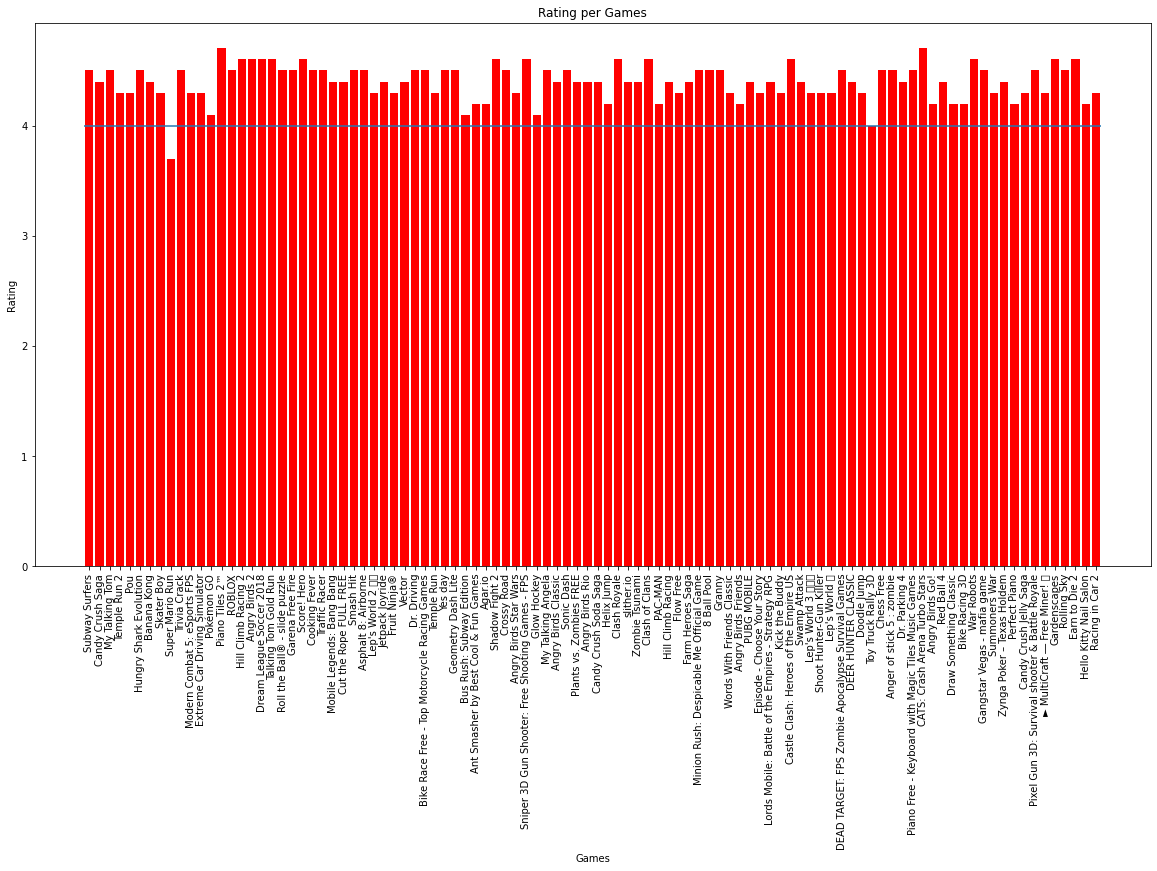 Rating per Games
Rating
4
3
2
1
0
Subway Surfers
Candy Crush Saga
My Talking Tom
Temple Run 2
Pou
Hungry Shark Evolution
Banana Kong
Skater Boy
Super Mario Run
Trivia Crack
Modern Combat 5: eSports FPS
Extreme Car Driving Simulator
Pokémon GO
Piano Tiles 2™
ROBLOX
Hill Climb Racing 2
Angry Birds 2
Dream League Soccer 2018
Talking Tom Gold Run
Roll the Ball® - slide puzzle
Garena Free Fire
Score! Hero
Cooking Fever
Traffic Racer
Mobile Legends: Bang Bang
Cut the Rope FULL FREE
Smash Hit
Asphalt 8: Airborne
Lep's World 2
Jetpack Joyride
Fruit Ninja®
Vector
Dr. Driving
Bike Race Free - Top Motorcycle Racing Games
Temple Run
Yes day
Geometry Dash Lite
Bus Rush: Subway Edition
Ant Smasher by Best Cool & Fun Games
Agar.io
Shadow Fight 2
Crossy Road
Angry Birds Star Wars
Sniper 3D Gun Shooter: Free Shooting Games - FPS
Glow Hockey
My Talking Angela
Angry Birds Classic
Sonic Dash
Plants vs. Zombies FREE
Angry Birds Rio
Candy Crush Soda Saga
Helix Jump
Clash Royale
slither.io
Zombie Tsunami
Clash of Clans
PAC-MAN
Hill Climb Racing
Flow Free
Farm Heroes Saga
Minion Rush: Despicable Me Official Game
8 Ball Pool
Granny
Words With Friends Classic
Angry Birds Friends
PUBG MOBILE
Episode - Choose Your Story
Lords Mobile: Battle of the Empires - Strategy RPG
Kick the Buddy
Castle Clash: Heroes of the Empire US
Swamp Attack
Lep's World 3
Shoot Hunter-Gun Killer
Lep's World
DEAD TARGET: FPS Zombie Apocalypse Survival Games
DEER HUNTER CLASSIC
Doodle Jump
Toy Truck Rally 3D
Chess Free
Anger of stick 5 : zombie
Dr. Parking 4
Piano Free - Keyboard with Magic Tiles Music Games
CATS: Crash Arena Turbo Stars
Angry Birds Go!
Red Ball 4
Draw Something Classic
Bike Racing 3D
War Robots
Gangstar Vegas - mafia game
Summoners War
Zynga Poker – Texas Holdem
Perfect Piano
Candy Crush Jelly Saga
Pixel Gun 3D: Survival shooter & Battle Royale
► MultiCraft — Free Miner!
Gardenscapes
Rolling Sky
Earn to Die 2
Hello Kitty Nail Salon
Racing in Car 2
Games